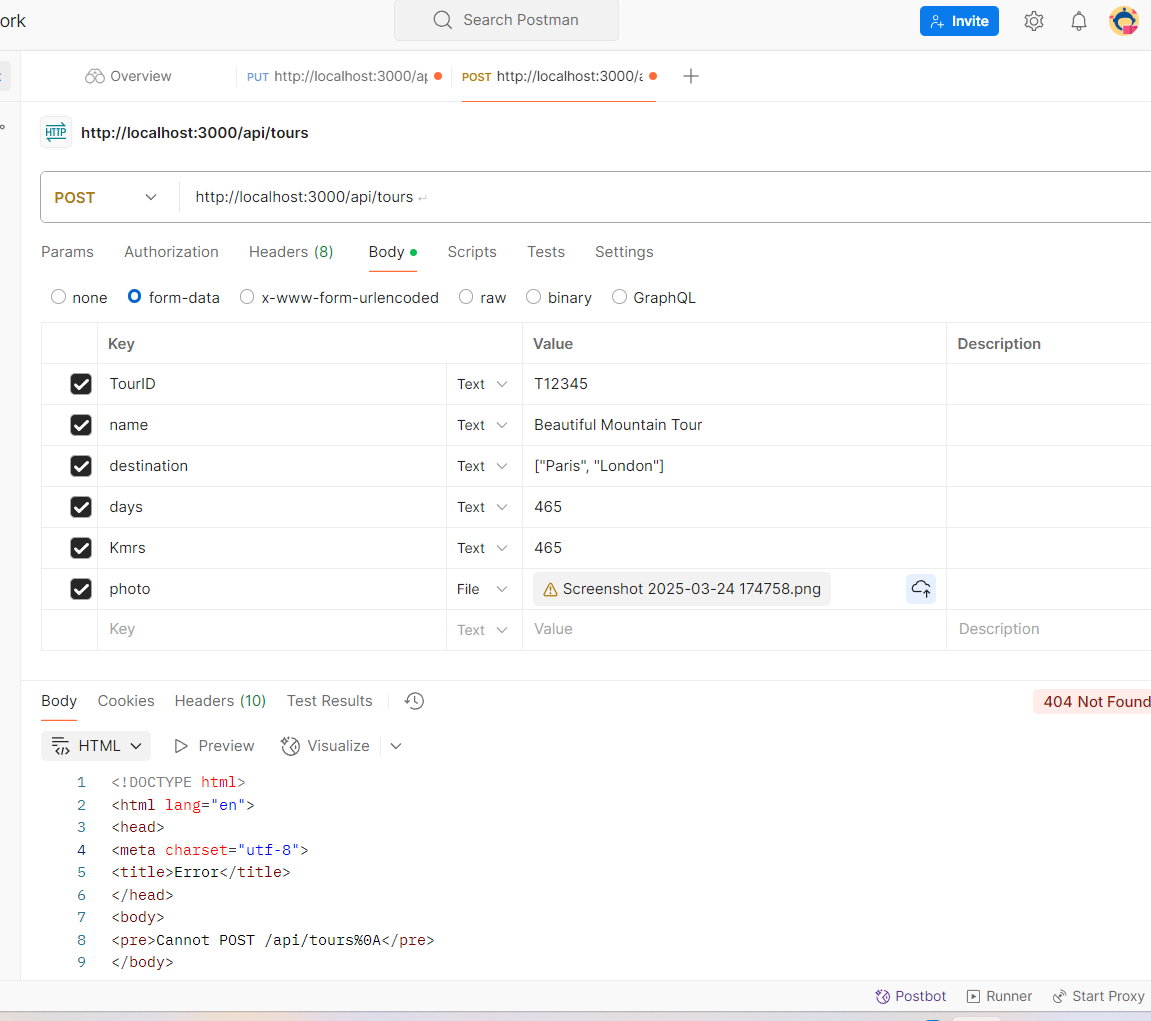 ork
Search Postman
Invite
Overview
PUT http://localhost:3000/ap
POST http://localhost:3000/a
HTTP http://localhost:3000/api/tours
POST http://localhost:3000/api/tours ↵
Params Authorization Headers (8) Body Scripts Tests Settings
none form-data x-www-form-urlencoded raw binary GraphQL
Key Value Description
TourID Text T12345
name Text Beautiful Mountain Tour
destination Text ["Paris", "London"]
days Text 465
Kmrs Text 465
photo File Screenshot 2025-03-24 174758.png
Key Text Value Description
Body Cookies Headers (10) Test Results 404 Not Found
HTML Preview Visualize
1 <!DOCTYPE html>
2 <html lang="en">
3 <head>
4 <meta charset="utf-8">
5 <title>Error</title>
6 </head>
7 <body>
8 <pre>Cannot POST /api/tours%0A</pre>
9 </body>
Postbot Runner Start Proxy